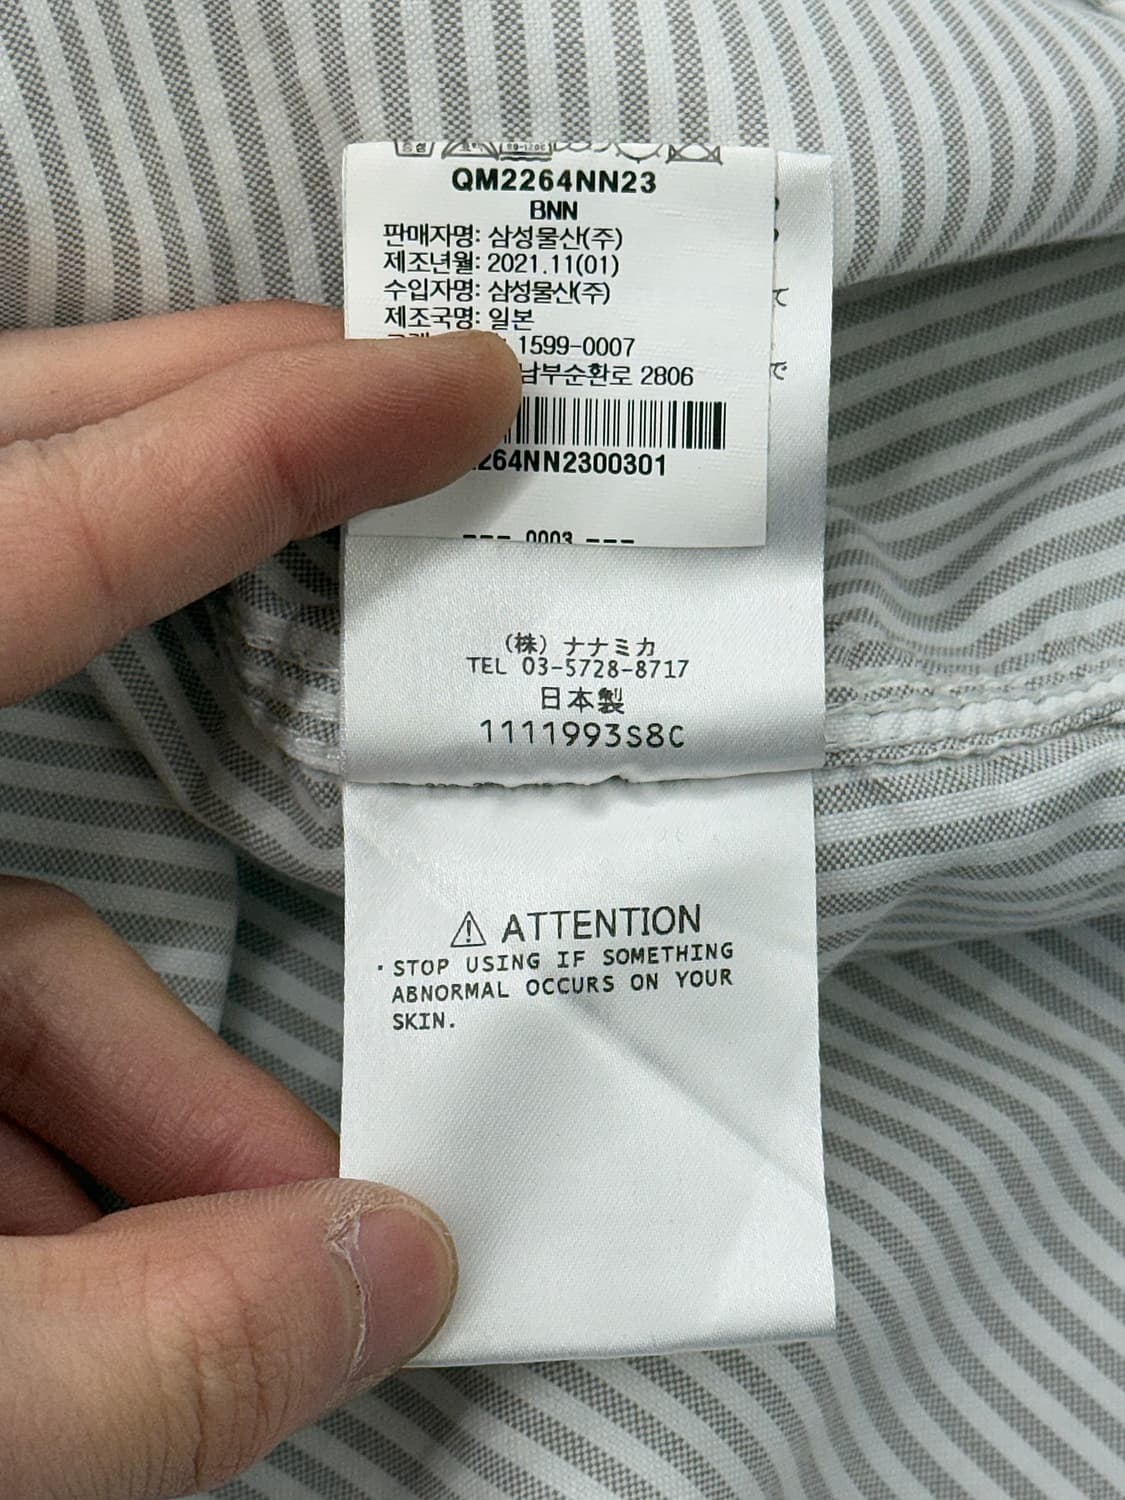 QM2264NN23
BNN
판매자명: 삼성물산(주)
제조년월: 2021.11(01)
수입자명: 삼성물산(주)
제조국명: 일본
1599-0007
남부순환로 2806
264NN2300301
--- 0003 ---
て
で
(株) ナナミカ
TEL 03-5728-8717
日本製
1111993S8C
⚠ ATTENTION
・STOP USING IF SOMETHING
ABNORMAL OCCURS ON YOUR
SKIN.